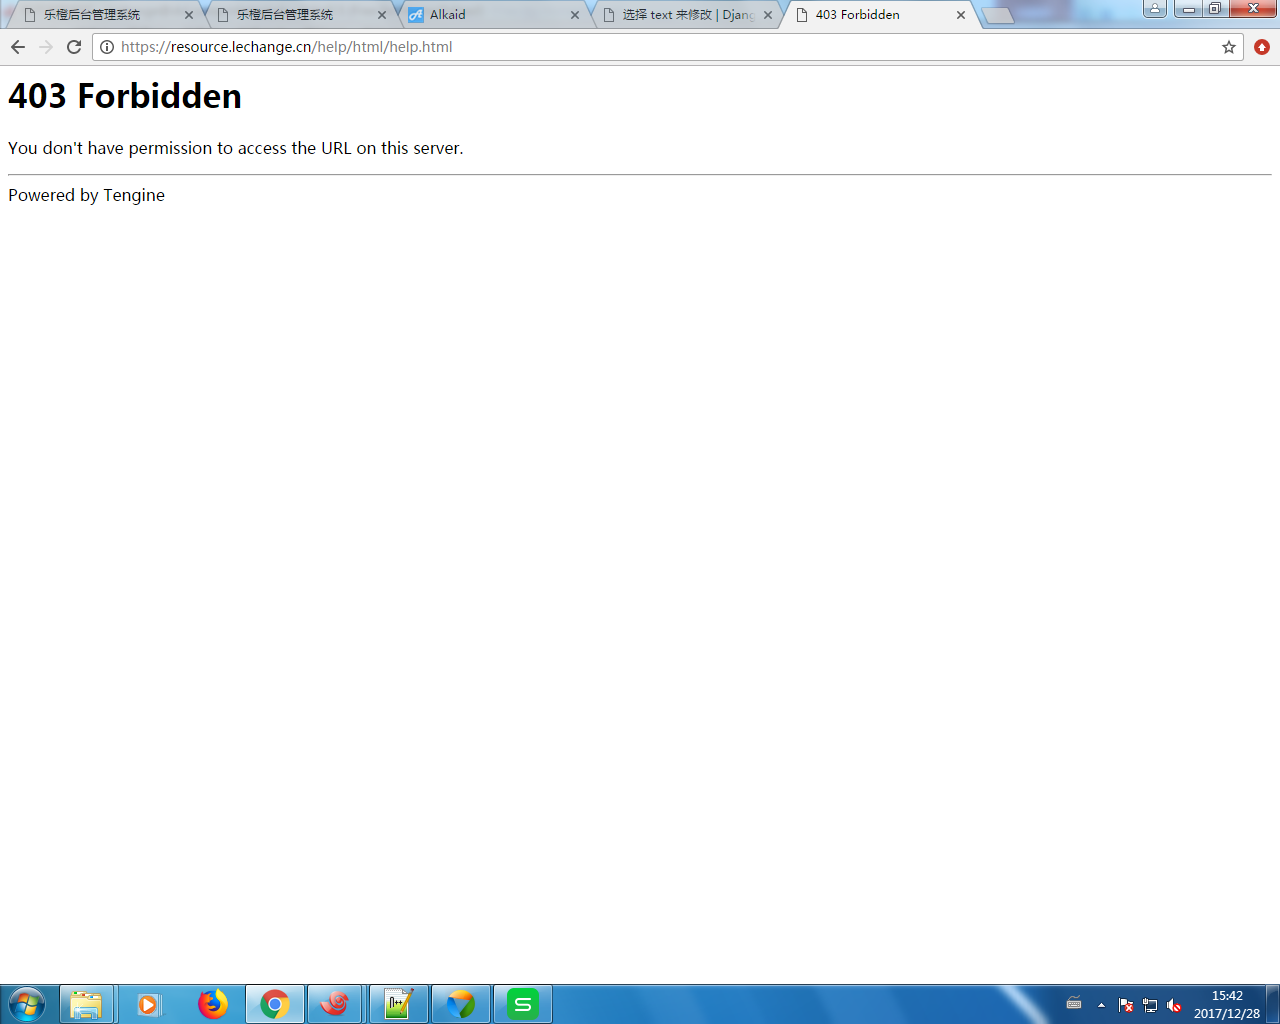 乐橙后台管理系统
乐橙后台管理系统
Alkaid
选择 text 来修改 | Djang
403 Forbidden
https://resource.lechange.cn/help/html/help.html
403 Forbidden
You don't have permission to access the URL on this server.
Powered by Tengine
15:42
2017/12/28